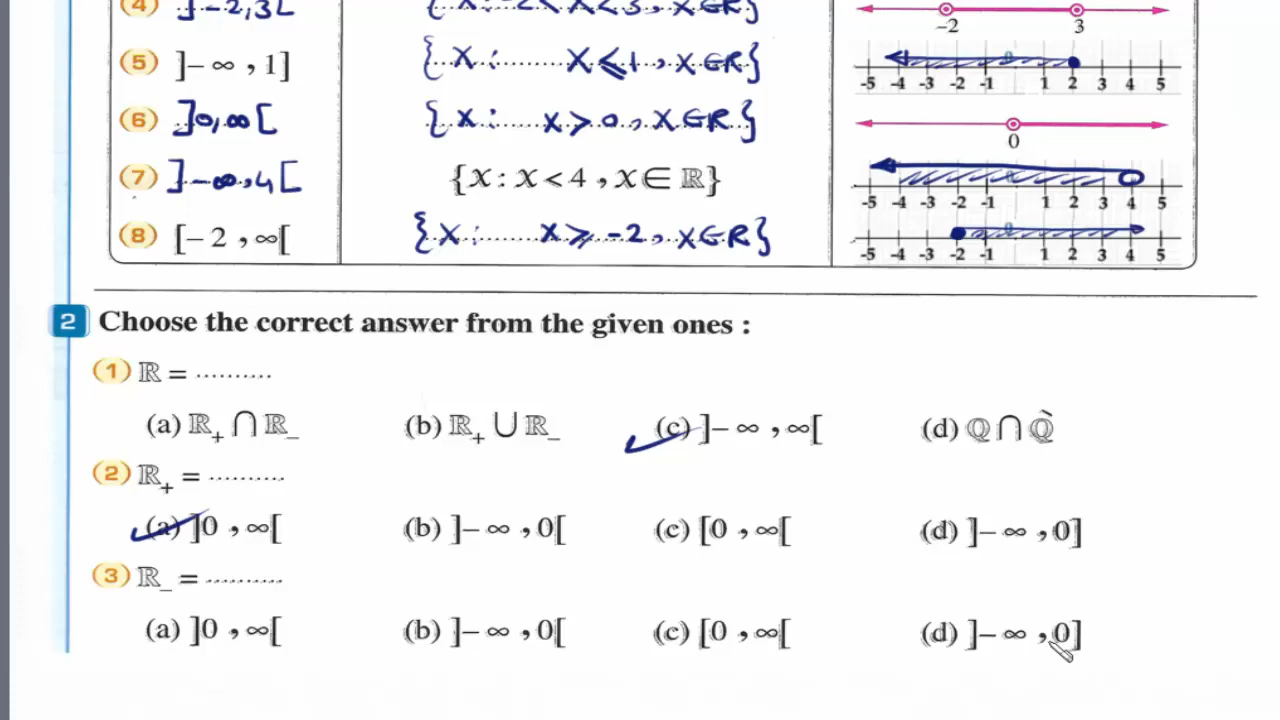 (4) ]-2,3[ {X:-2<X<3, X∈R} -2 3
(5) ]-∞ , 1] {X: X≤1, X∈R} -5 -4 -3 -2 -1 0 1 2 3 4 5
(6) ]0,∞[ {X: X>0, X∈R} 0
(7) ]-∞,4[ {X : X < 4 , X ∈ ℝ} -5 -4 -3 -2 -1 0 1 2 3 4 5
(8) [- 2 , ∞[ {X: X≥-2, X∈R} -5 -4 -3 -2 -1 0 1 2 3 4 5
2 Choose the correct answer from the given ones :
(1) ℝ = ..........
(a) ℝ₊ ∩ ℝ₋ (b) ℝ₊ ∪ ℝ₋ (c) ]- ∞ , ∞[ (d) ℚ ∩ ℚ̀
(2) ℝ₊ = ..........
(a) ]0 , ∞[ (b) ]- ∞ , 0[ (c) [0 , ∞[ (d) ]- ∞ , 0]
(3) ℝ₋ = ..........
(a) ]0 , ∞[ (b) ]- ∞ , 0[ (c) [0 , ∞[ (d) ]- ∞ , 0]